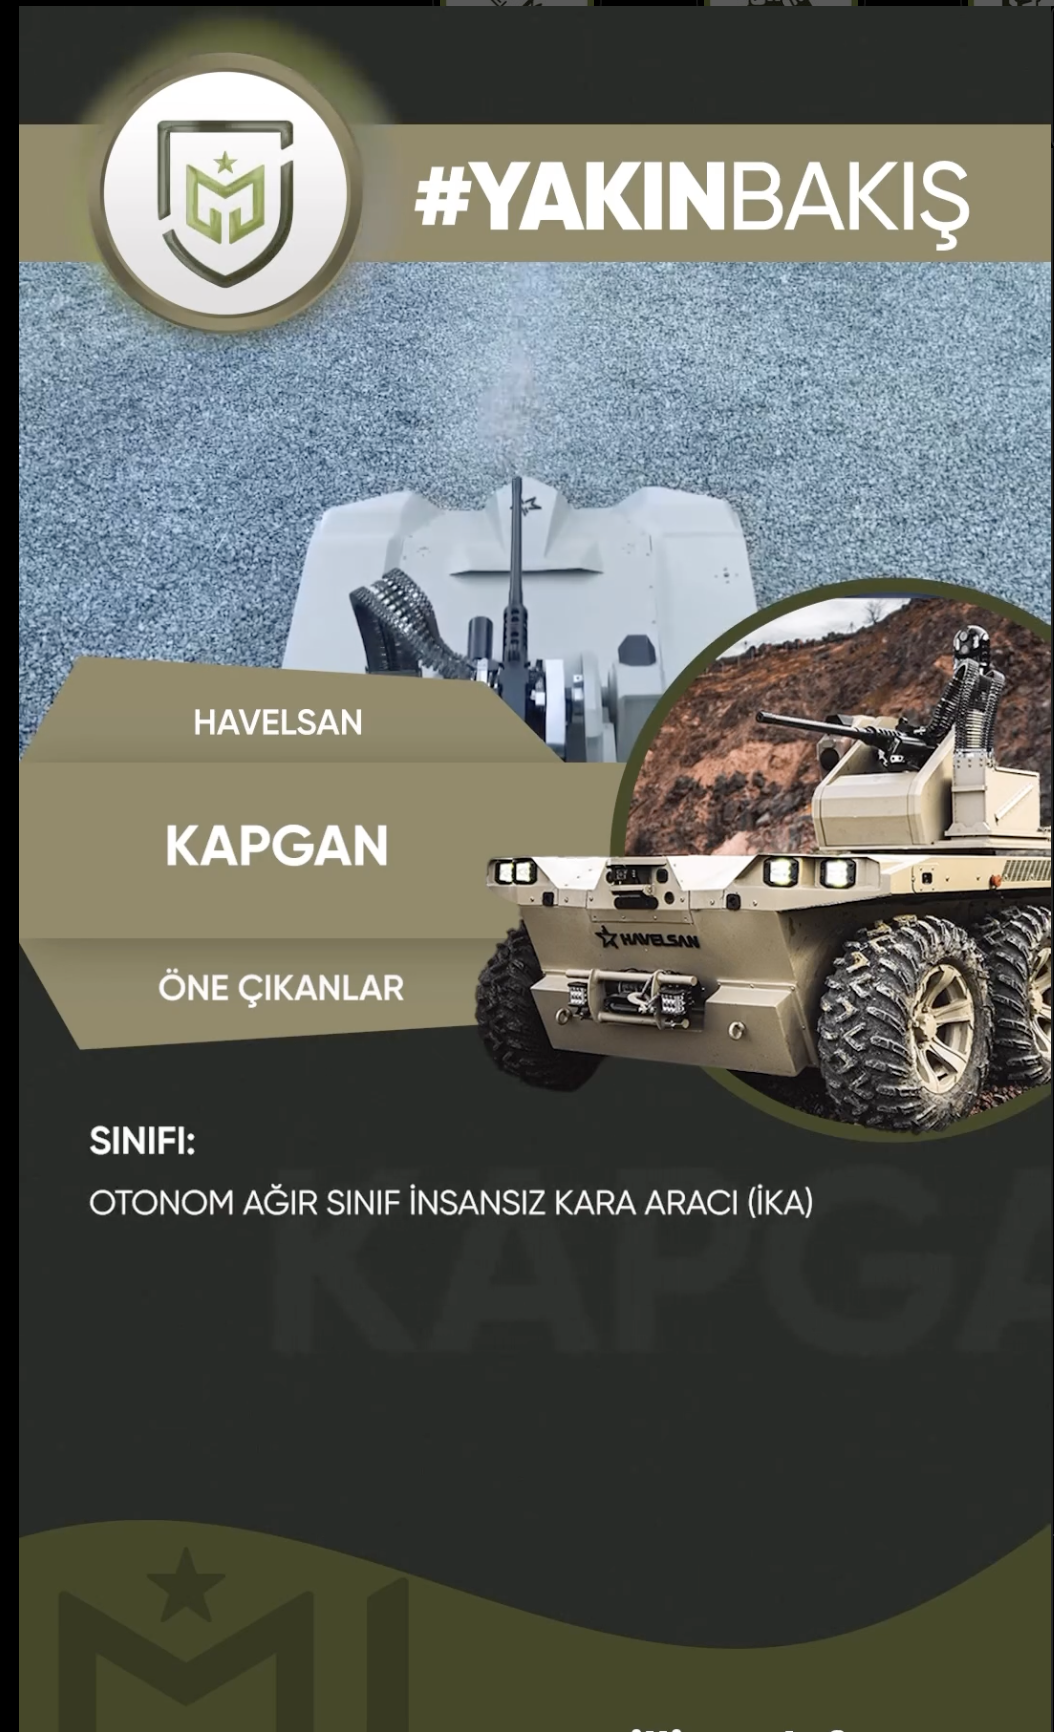 #YAKINBAKIŞ
HAVELSAN
KAPGAN
HAVELSAN
ÖNE ÇIKANLAR
SINIFI:
OTONOM AĞIR SINIF İNSANSIZ KARA ARACI (İKA)
KAPGA